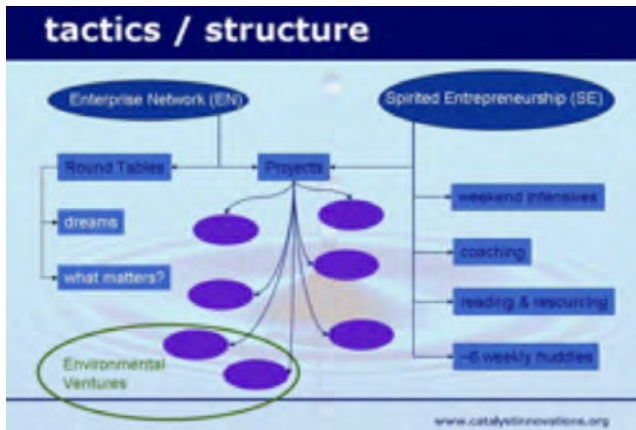 tactics / structure
Enterprise Network (EN)
Spirited Entrepreneurship (SE)
Round Tables
Projects
weekend intensives
dreams
coaching
what matters?
reading & resourcing
~6 weekly huddles
Environmental
Ventures
www.catalystinnovations.org